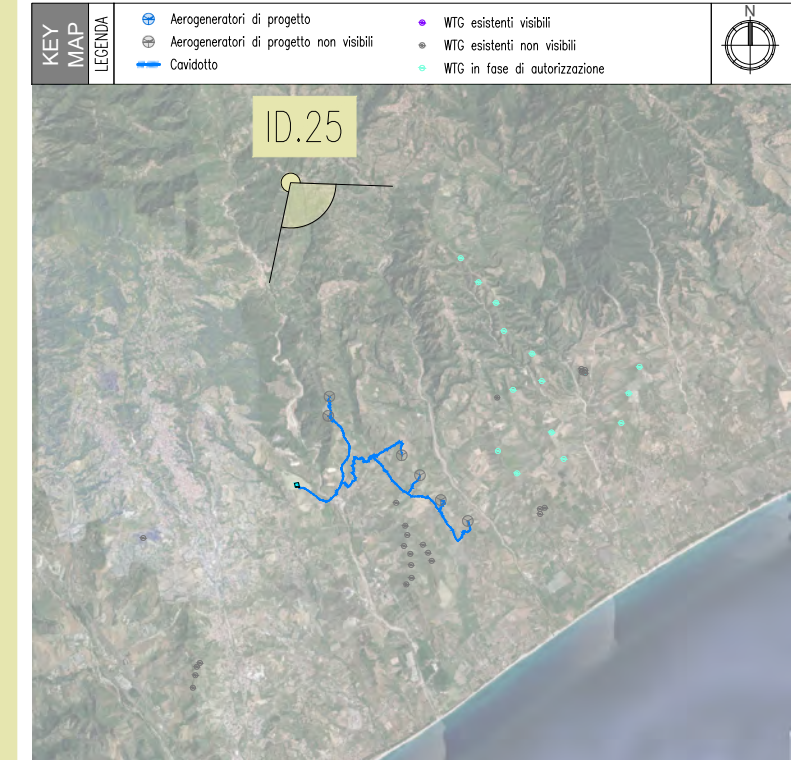 KEY MAP
LEGENDA
Aerogeneratori di progetto
Aerogeneratori di progetto non visibili
Cavidotto
WTG esistenti visibili
WTG esistenti non visibili
WTG in fase di autorizzazione
N
ID.25